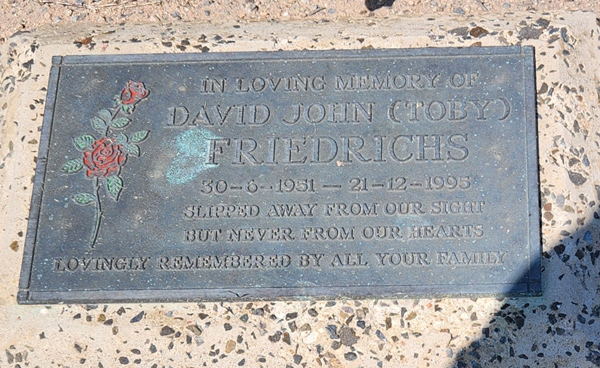 IN LOVING MEMORY OF
DAVID JOHN (TOBY)
FRIEDRICHS
30-6-1951 — 21-12-1995
SLIPPED AWAY FROM OUR SIGHT
BUT NEVER FROM OUR HEARTS
LOVINGLY REMEMBERED BY ALL YOUR FAMILY